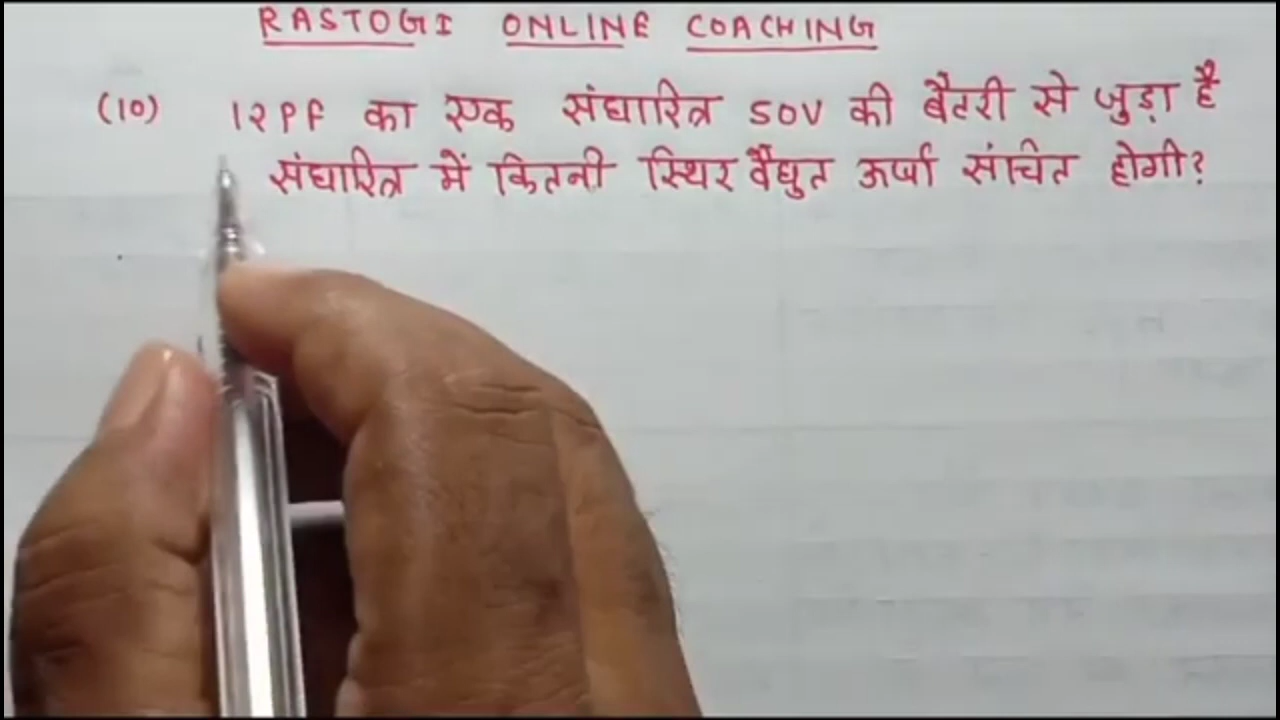 RASTOGI ONLINE COACHING
(10) 12PF का एक संधारित्र 50V की बैटरी से जुड़ा है
संधारित्र में कितनी स्थिर वैधुत ऊर्जा संचित होगी?